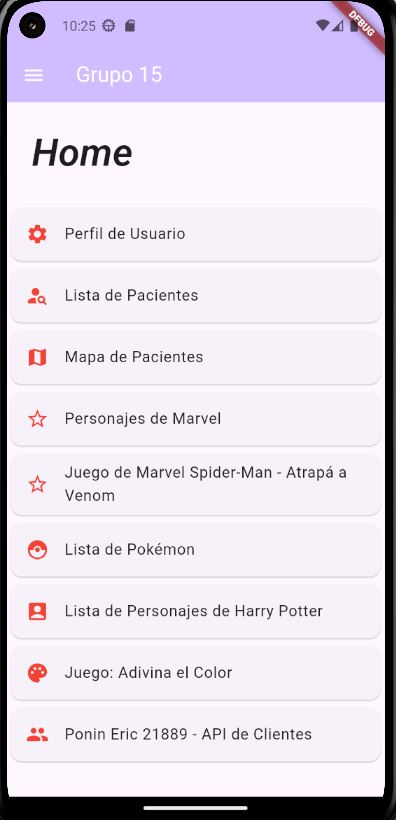 10:25
DEBUG
Grupo 15
Home
Perfil de Usuario
Lista de Pacientes
Mapa de Pacientes
Personajes de Marvel
Juego de Marvel Spider-Man - Atrapá a
Venom
Lista de Pokémon
Lista de Personajes de Harry Potter
Juego: Adivina el Color
Ponin Eric 21889 - API de Clientes